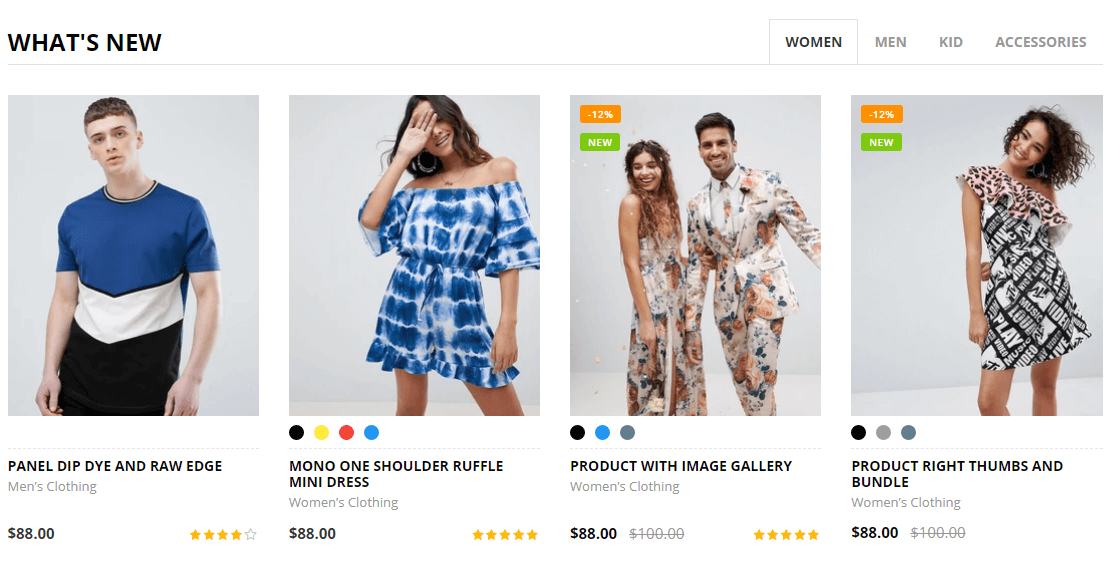 WHAT'S NEW
WOMEN
MEN
KID
ACCESSORIES
-12%
NEW
-12%
NEW
PANEL DIP DYE AND RAW EDGE
Men's Clothing
$88.00
MONO ONE SHOULDER RUFFLE
MINI DRESS
Women's Clothing
$88.00
PRODUCT WITH IMAGE GALLERY
Women's Clothing
$88.00 $100.00
PRODUCT RIGHT THUMBS AND
BUNDLE
Women's Clothing
$88.00 $100.00